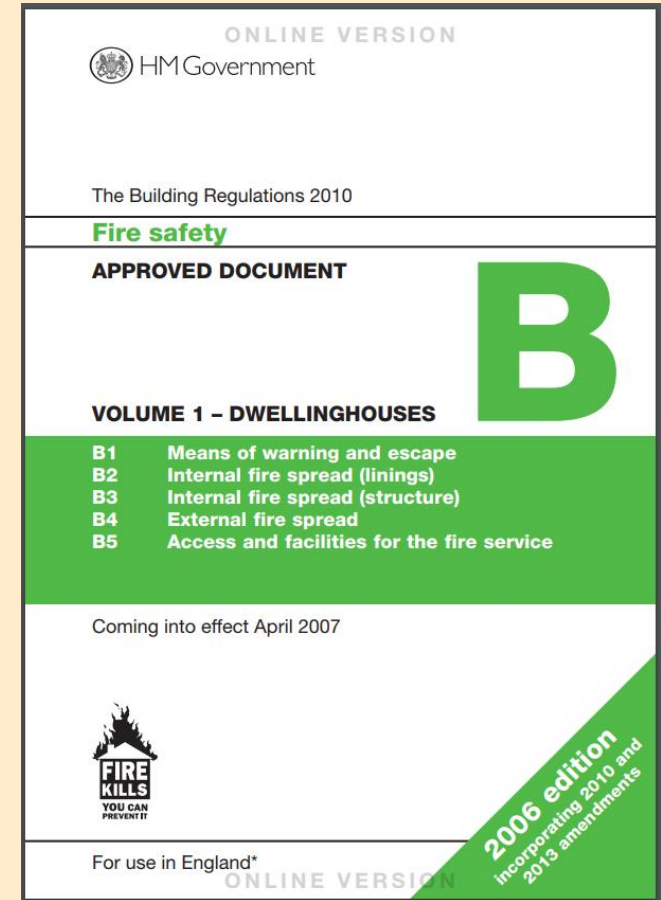 ONLINE VERSION
HM Government
The Building Regulations 2010
Fire safety
APPROVED DOCUMENT
B
VOLUME 1 – DWELLINGHOUSES
B1 Means of warning and escape
B2 Internal fire spread (linings)
B3 Internal fire spread (structure)
B4 External fire spread
B5 Access and facilities for the fire service
Coming into effect April 2007
FIRE
KILLS
YOU CAN
PREVENT IT
2006 edition
incorporating 2010 and
2013 amendments
For use in England*
ONLINE VERSION